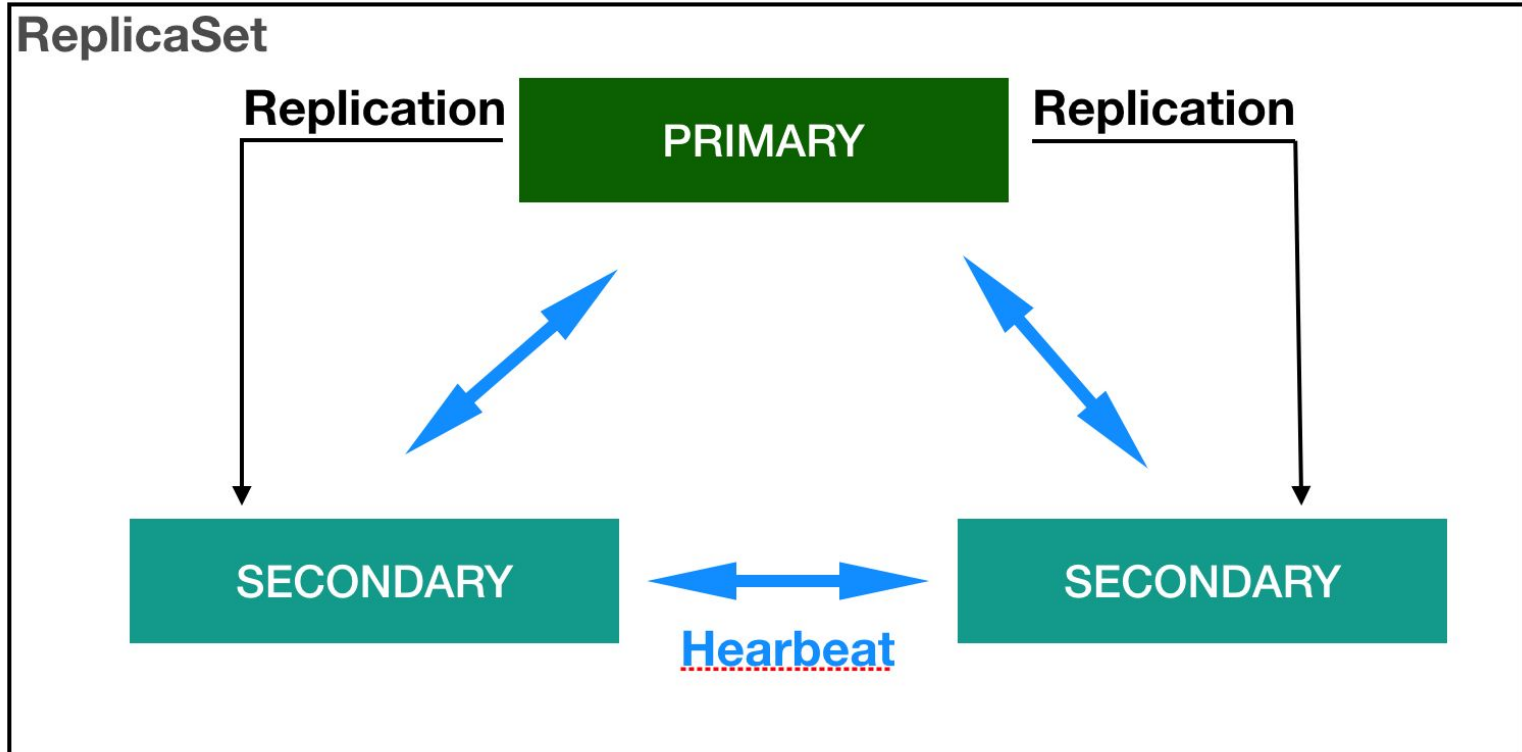 ReplicaSet
Replication
PRIMARY
Replication
SECONDARY
SECONDARY
Hearbeat